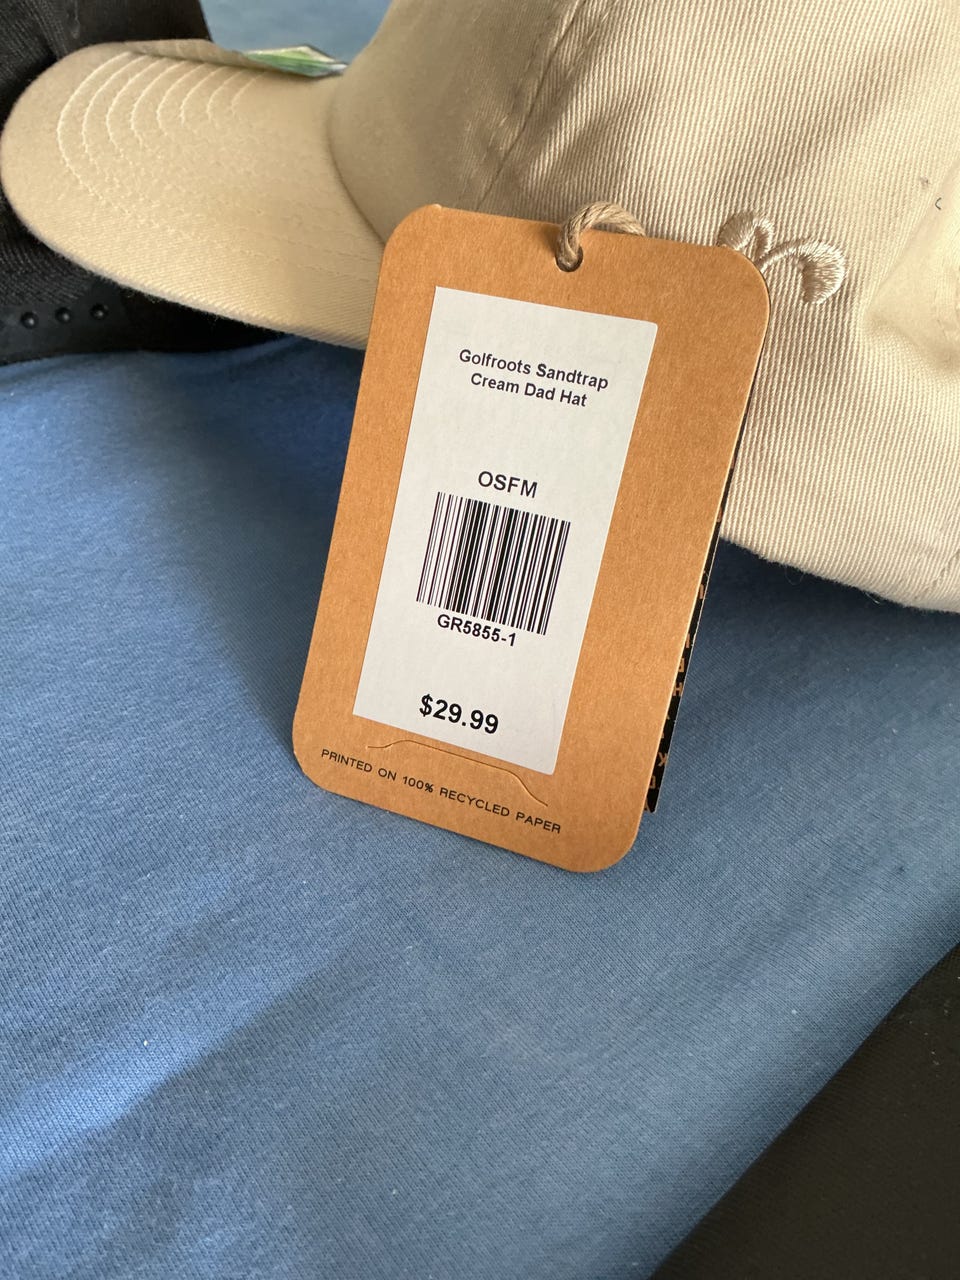 Golfroots Sandtrap
Cream Dad Hat
OSFM
GR5855-1
$29.99
PRINTED ON 100% RECYCLED PAPER